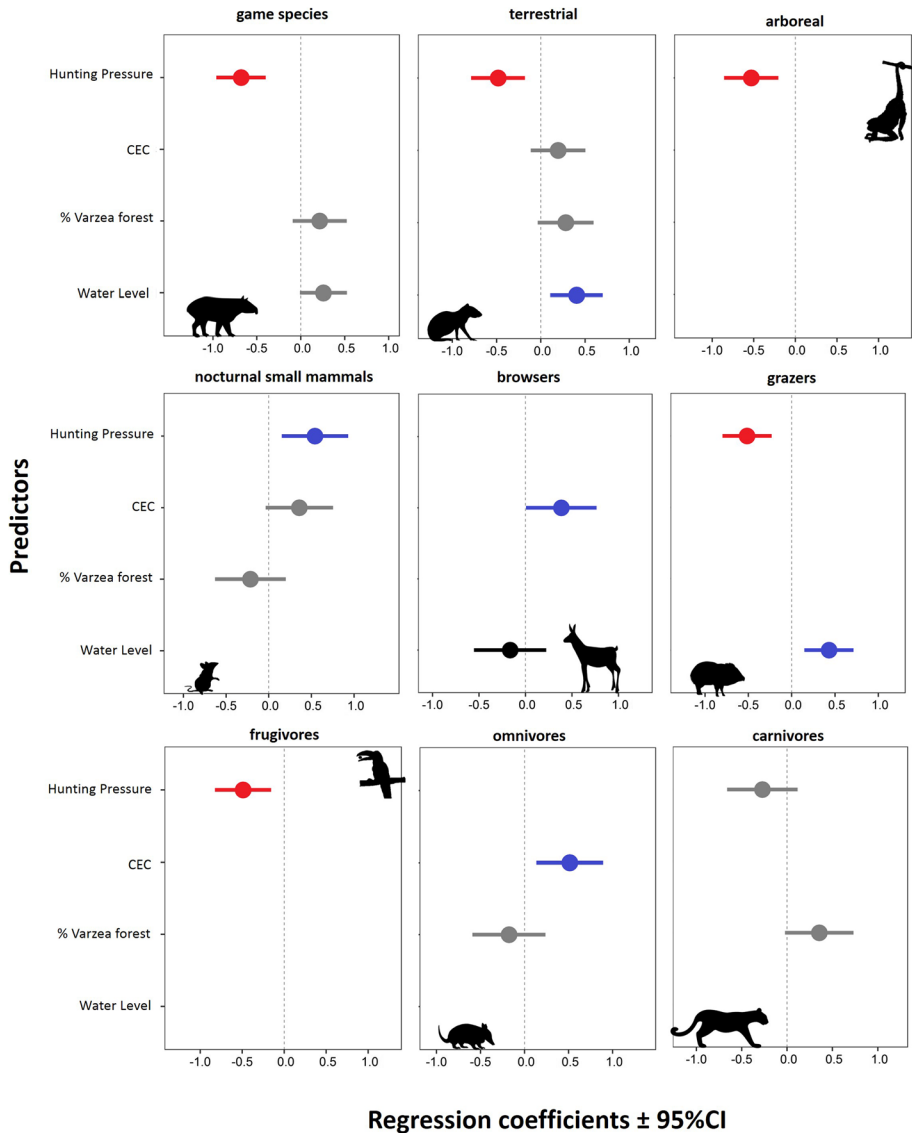 game species
terrestrial
arboreal
Hunting Pressure
CEC
% Varzea forest
Water Level
-1.0 -0.5 0.0 0.5 1.0
-1.0 -0.5 0.0 0.5 1.0
-1.0 -0.5 0.0 0.5 1.0
nocturnal small mammals
browsers
grazers
Hunting Pressure
CEC
% Varzea forest
Water Level
-1.0 -0.5 0.0 0.5 1.0
-1.0 -0.5 0.0 0.5 1.0
-1.0 -0.5 0.0 0.5 1.0
frugivores
omnivores
carnivores
Hunting Pressure
CEC
% Varzea forest
Water Level
-1.0 -0.5 0.0 0.5 1.0
-1.0 -0.5 0.0 0.5 1.0
-1.0 -0.5 0.0 0.5 1.0
Predictors
Regression coefficients ± 95%CI